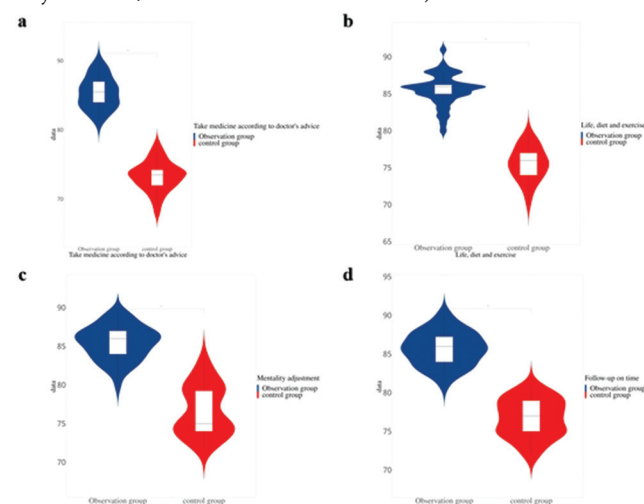 a
90
80
70
data
Observation group
control group
Take medicine according to doctor's advice
Take medicine according to doctor's advice
Observation group
control group
b
90
85
80
75
70
65
data
Observation group
control group
Life, diet and exercise
Life, diet and exercise
Observation group
control group
c
90
85
80
75
70
data
Observation group
control group
Mentality adjustment
Observation group
control group
d
95
90
85
80
75
70
data
Observation group
control group
Follow-up on time
Observation group
control group